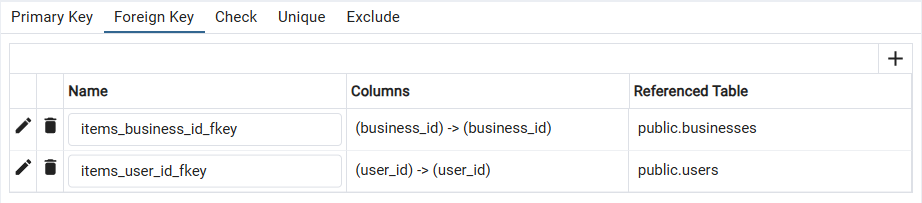 Primary Key Foreign Key Check Unique Exclude
Name Columns Referenced Table
items_business_id_fkey (business_id) -> (business_id) public.businesses
items_user_id_fkey (user_id) -> (user_id) public.users